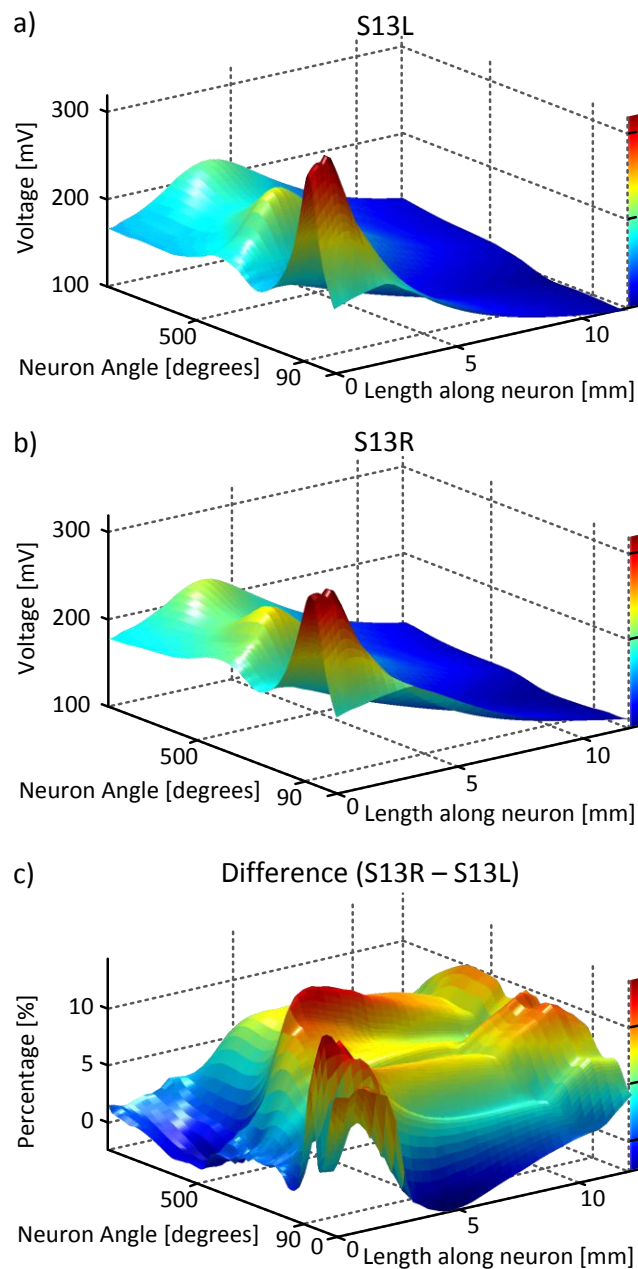 a)
S13L
300
200
100
Voltage [mV]
500
90
Neuron Angle [degrees]
0
5
10
Length along neuron [mm]
b)
S13R
300
200
100
Voltage [mV]
500
90
Neuron Angle [degrees]
0
5
10
Length along neuron [mm]
c)
Difference (S13R – S13L)
10
5
0
Percentage [%]
500
90
0
Neuron Angle [degrees]
0
5
10
Length along neuron [mm]